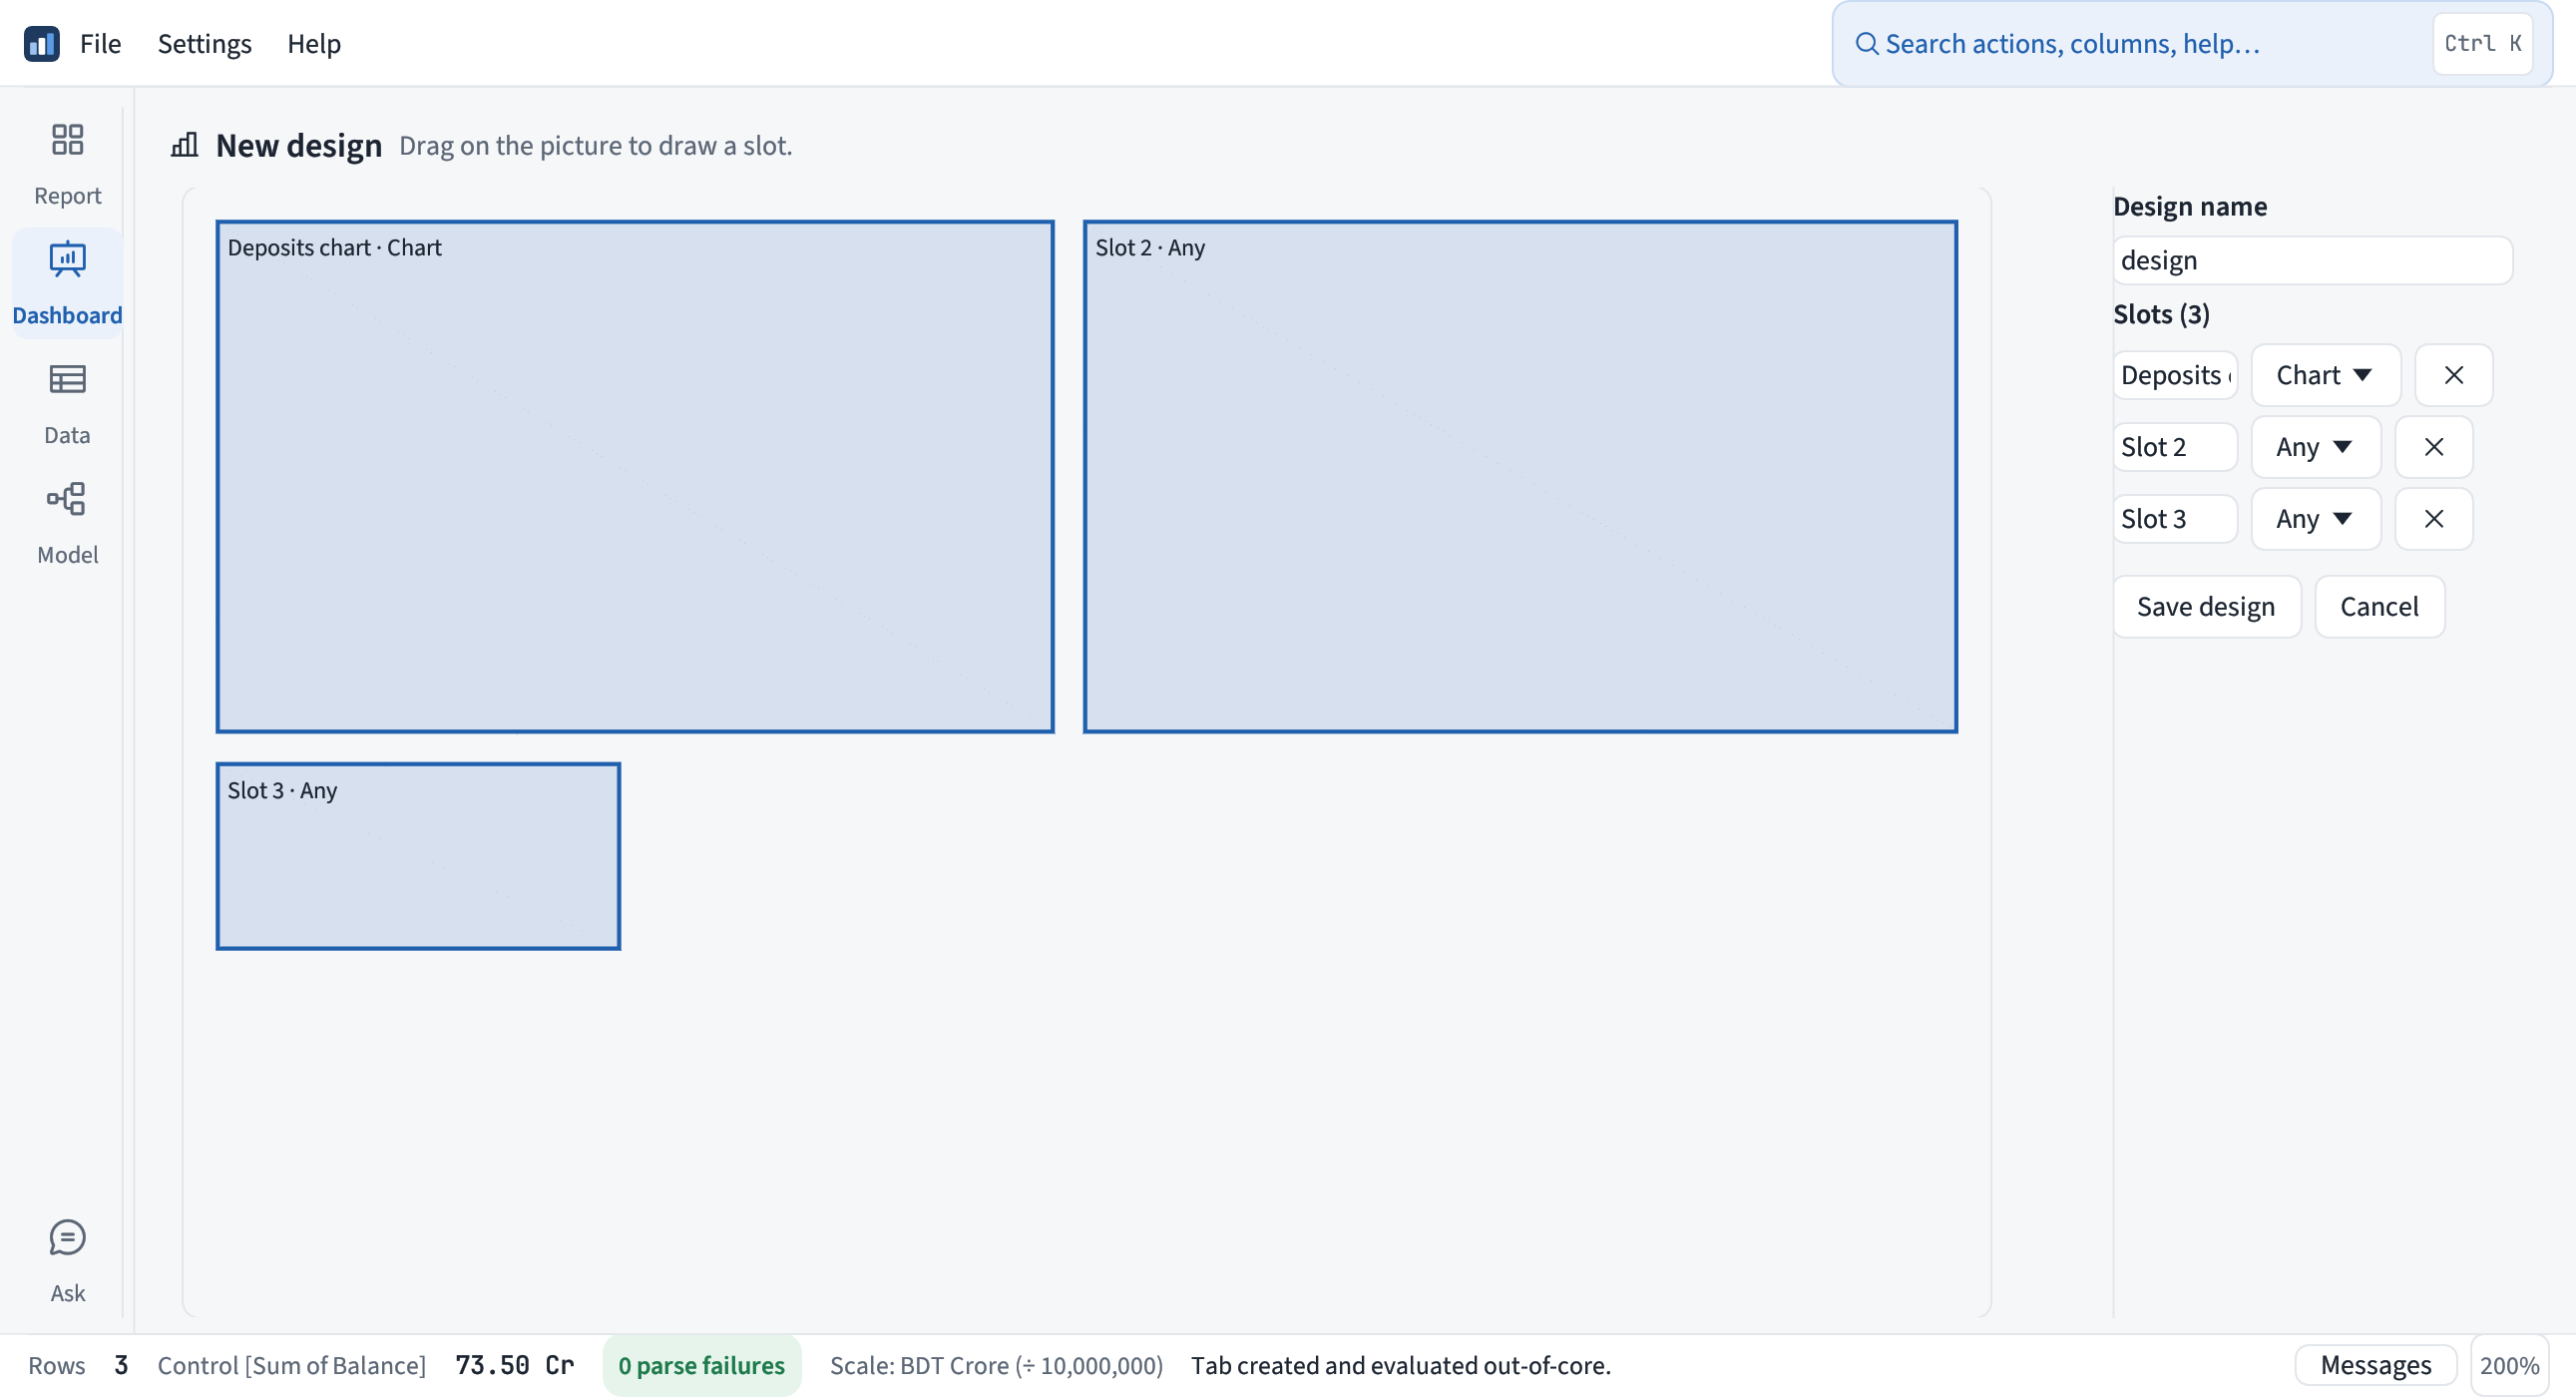 File Settings Help Search actions, columns, help... Ctrl K
New design Drag on the picture to draw a slot.
Report
Dashboard
Data
Model
Ask
Deposits chart · Chart
Slot 2 · Any
Slot 3 · Any
Design name
design
Slots (3)
Deposits Chart
Slot 2 Any
Slot 3 Any
Save design Cancel
Rows 3 Control [Sum of Balance] 73.50 Cr 0 parse failures Scale: BDT Crore (÷ 10,000,000) Tab created and evaluated out-of-core. Messages 200%